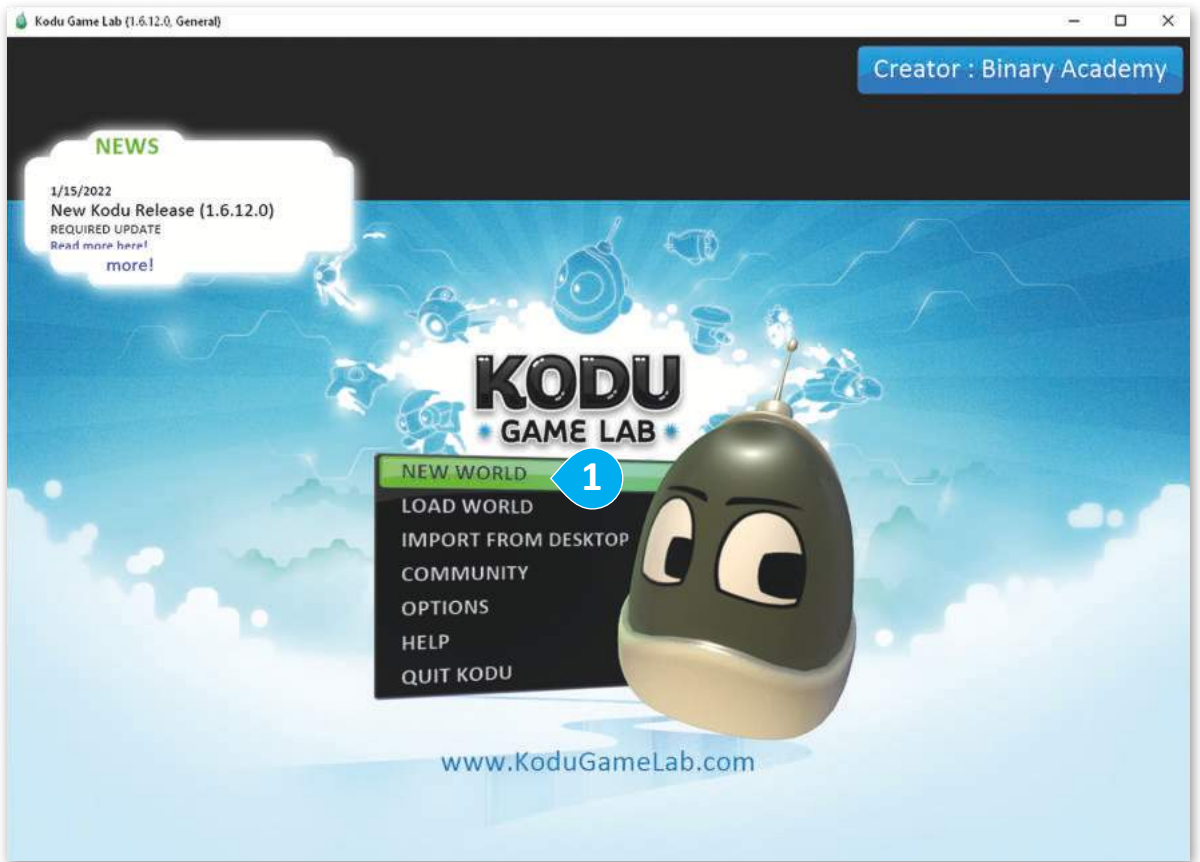 Kodu Game Lab (1.6.12.0, General)
Creator : Binary Academy
NEWS
1/15/2022
New Kodu Release (1.6.12.0)
REQUIRED UPDATE
Read more here!
more!
KODU
GAME LAB
NEW WORLD
1
LOAD WORLD
IMPORT FROM DESKTOP
COMMUNITY
OPTIONS
HELP
QUIT KODU
www.KoduGameLab.com